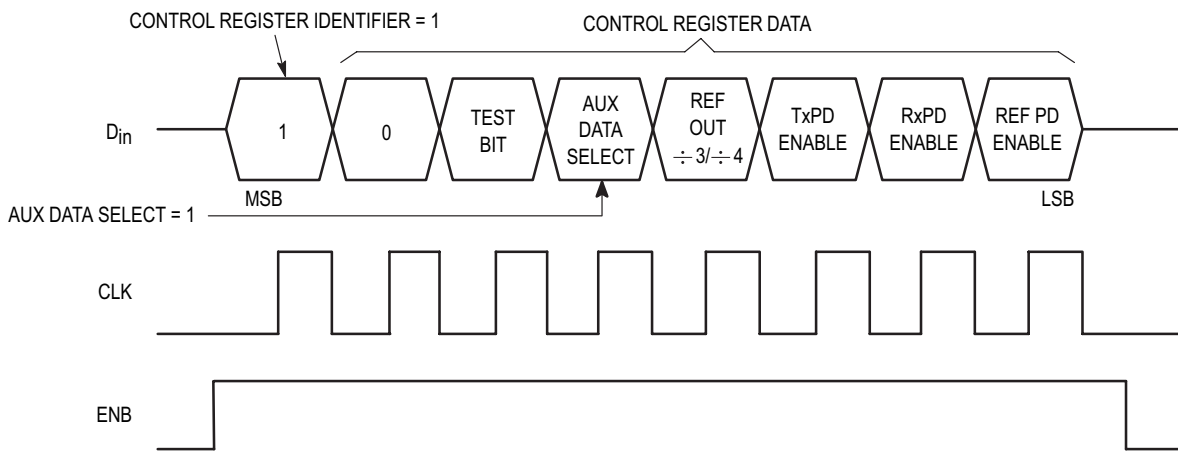 CONTROL REGISTER IDENTIFIER = 1
CONTROL REGISTER DATA
Din
1
0
TEST
BIT
AUX
DATA
SELECT
REF
OUT
÷3/÷4
TxPD
ENABLE
RxPD
ENABLE
REF PD
ENABLE
MSB
LSB
AUX DATA SELECT = 1
CLK
ENB